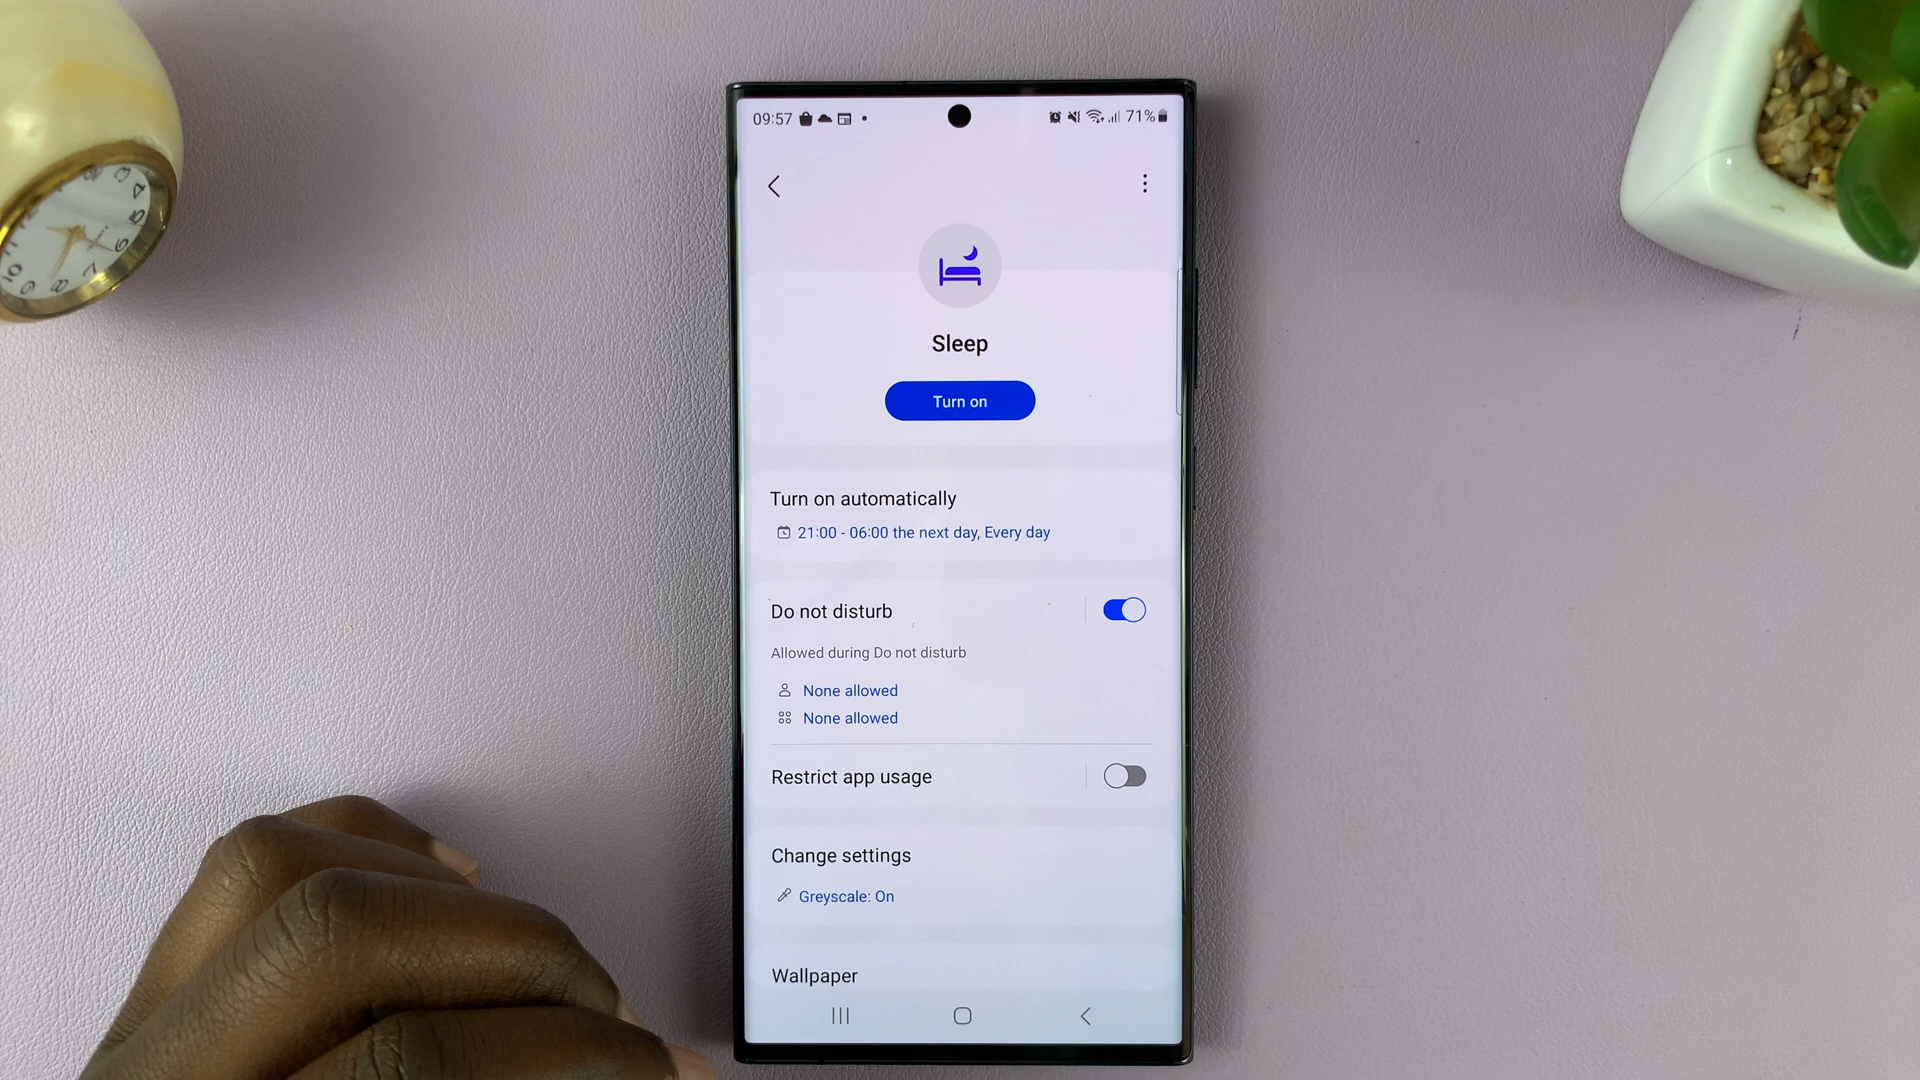 09:57 71%
Sleep
Turn on
Turn on automatically
21:00 - 06:00 the next day, Every day
Do not disturb
Allowed during Do not disturb
None allowed
None allowed
Restrict app usage
Change settings
Greyscale: On
Wallpaper